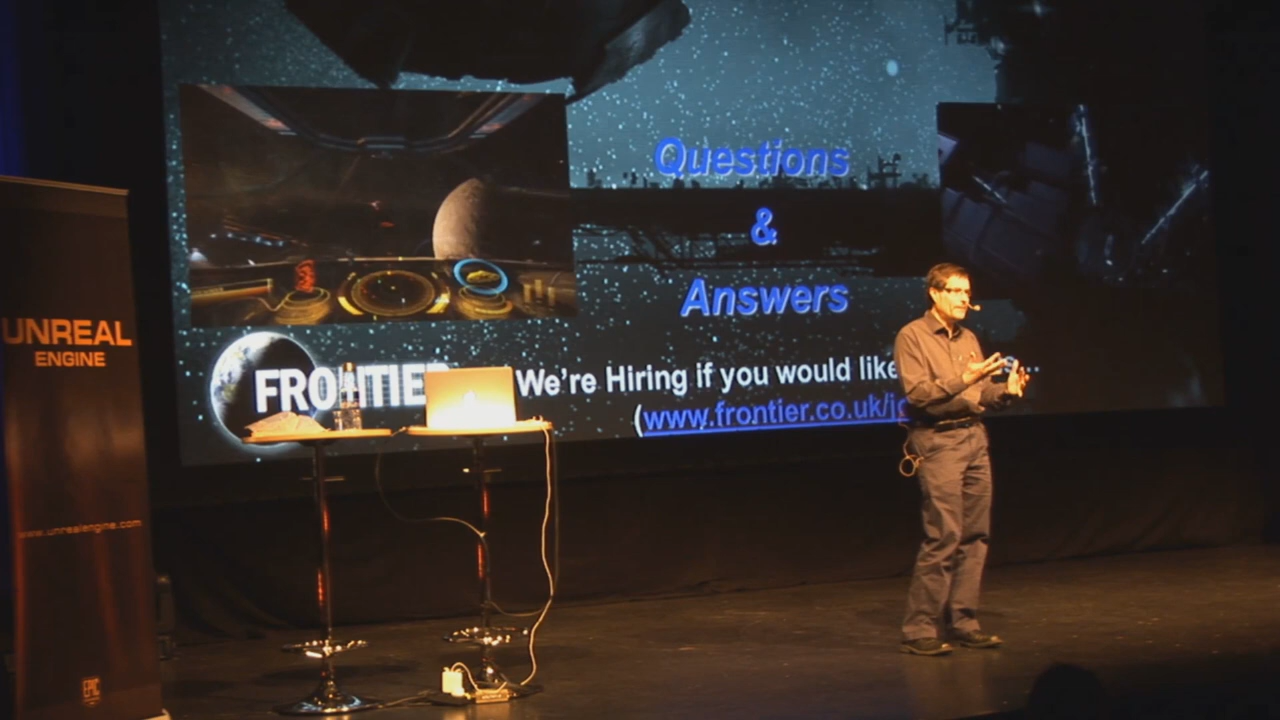 Questions
&
Answers
FRONTIER
We're Hiring if you would like
(www.frontier.co.uk/jo
UNREAL
ENGINE
www.unrealengine.com
EPIC